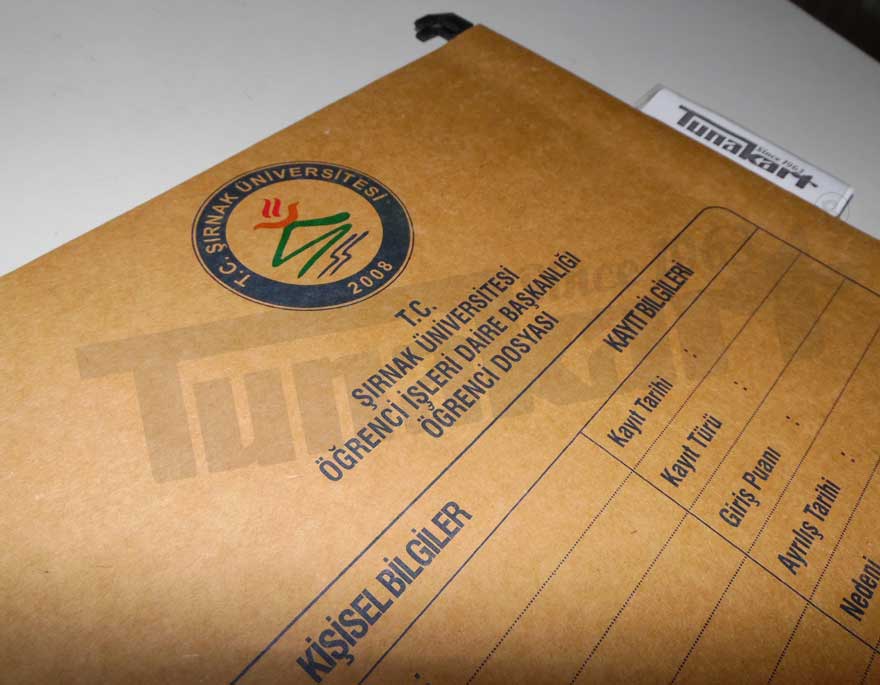 Tunakart
Since 1963
T.C. ŞIRNAK ÜNİVERSİTESİ
2008
T.C.
ŞIRNAK ÜNİVERSİTESİ
ÖĞRENCİ İŞLERİ DAİRE BAŞKANLIĞI
ÖĞRENCİ DOSYASI
Tunakart
KAYIT BİLGİLERİ
Kayıt Tarihi :
Kayıt Türü :
Giriş Puanı :
Ayrılış Tarihi :
Nedeni
KİŞİSEL BİLGİLER